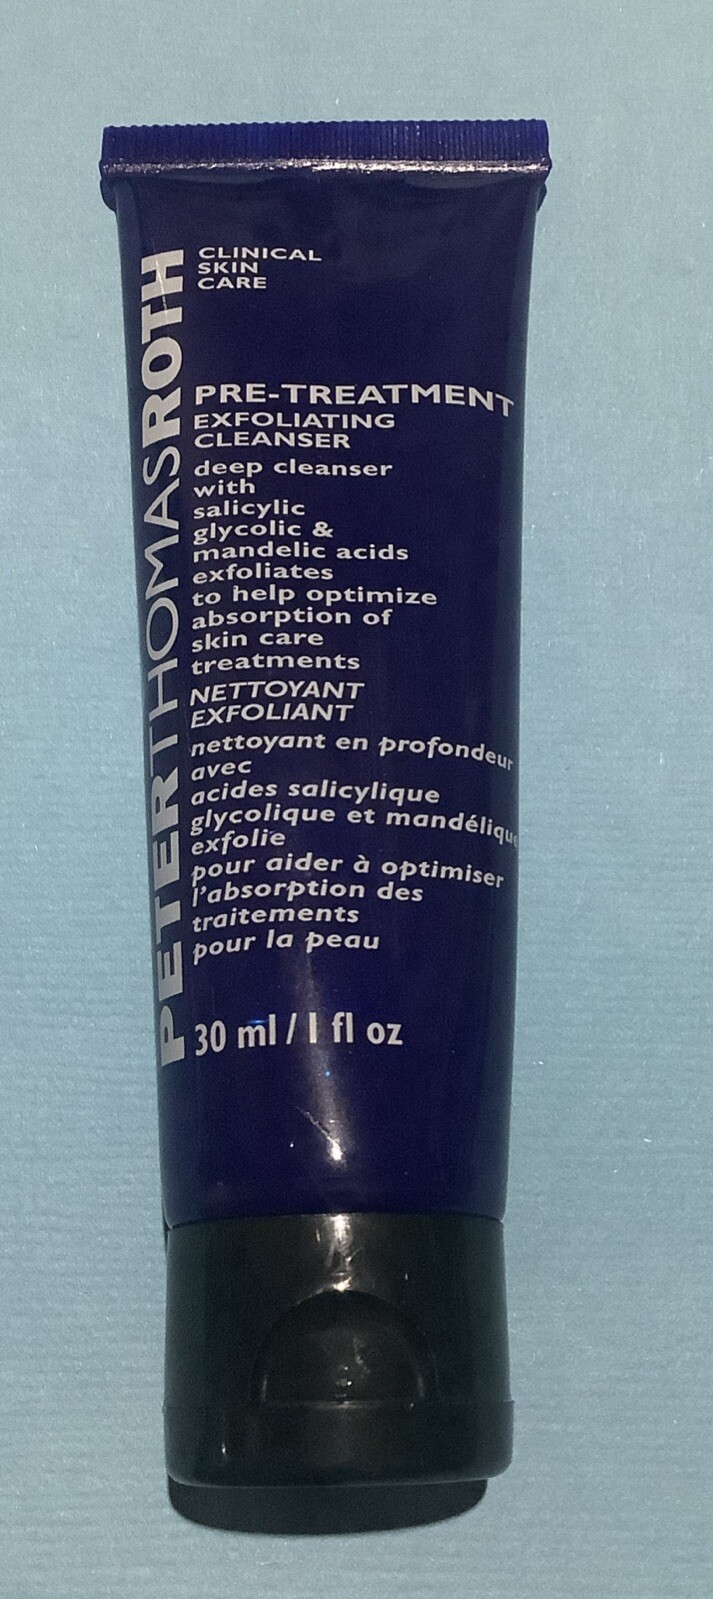 PETERTHOMASROTH
CLINICAL
SKIN
CARE
PRE-TREATMENT
EXFOLIATING
CLEANSER
deep cleanser
with
salicylic
glycolic &
mandelic acids
exfoliates
to help optimize
absorption of
skin care
treatments
NETTOYANT
EXFOLIANT
nettoyant en profondeur
avec
acides salicylique
glycolique et mandélique
exfolie
pour aider à optimiser
l'absorption des
traitements
pour la peau
30 ml / 1 fl oz